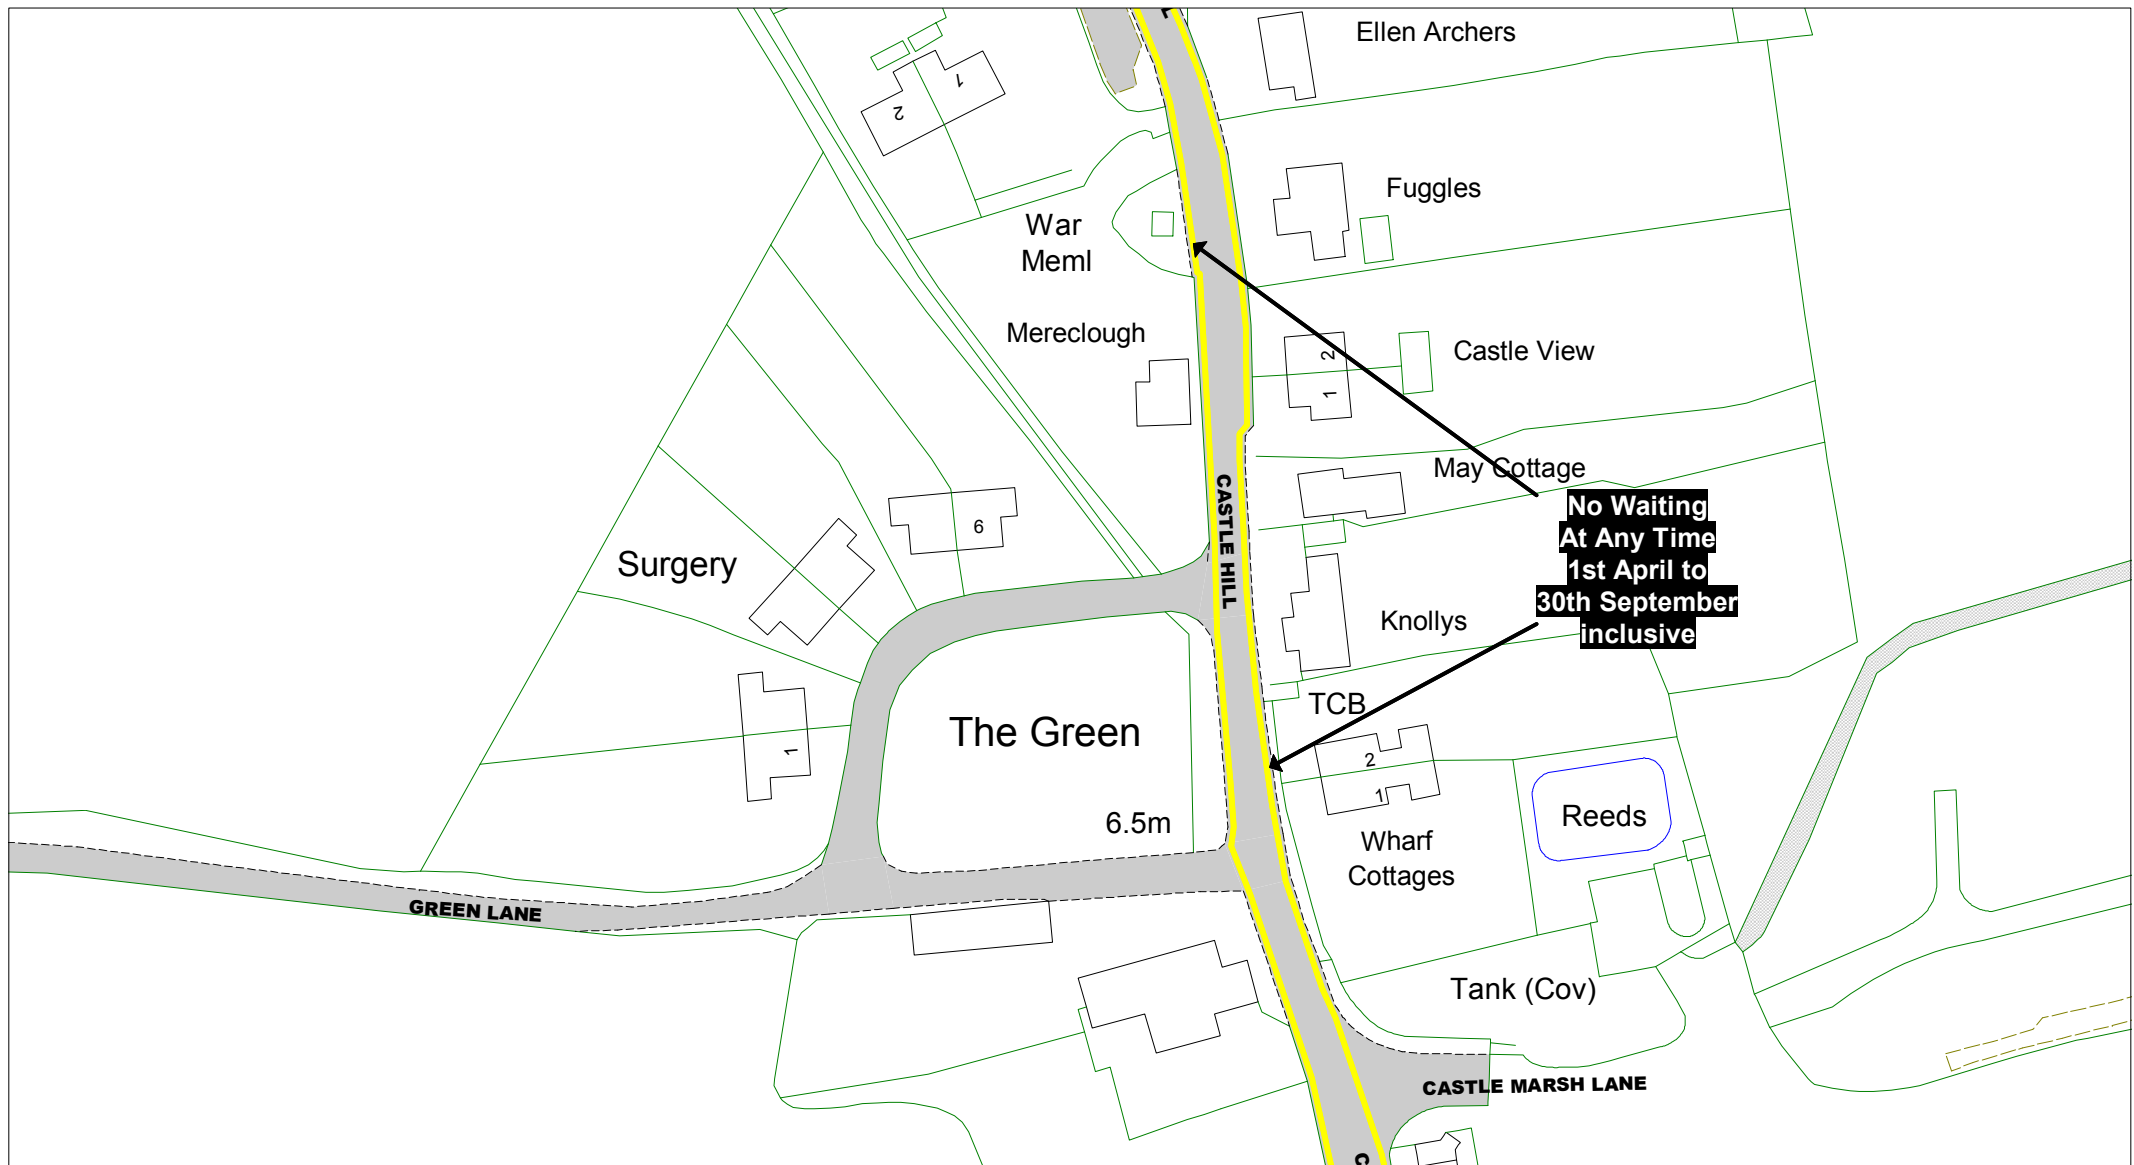 Ellen Archers
1
2
Fuggles
War
Meml
Mereclough
2
1
Castle View
May Cottage
CASTLE HILL
No Waiting
At Any Time
1st April to
30th September
inclusive
6
Surgery
Knollys
TCB
The Green
1
2
1
6.5m
Reeds
Wharf
Cottages
GREEN LANE
Tank (Cov)
CASTLE MARSH LANE
C